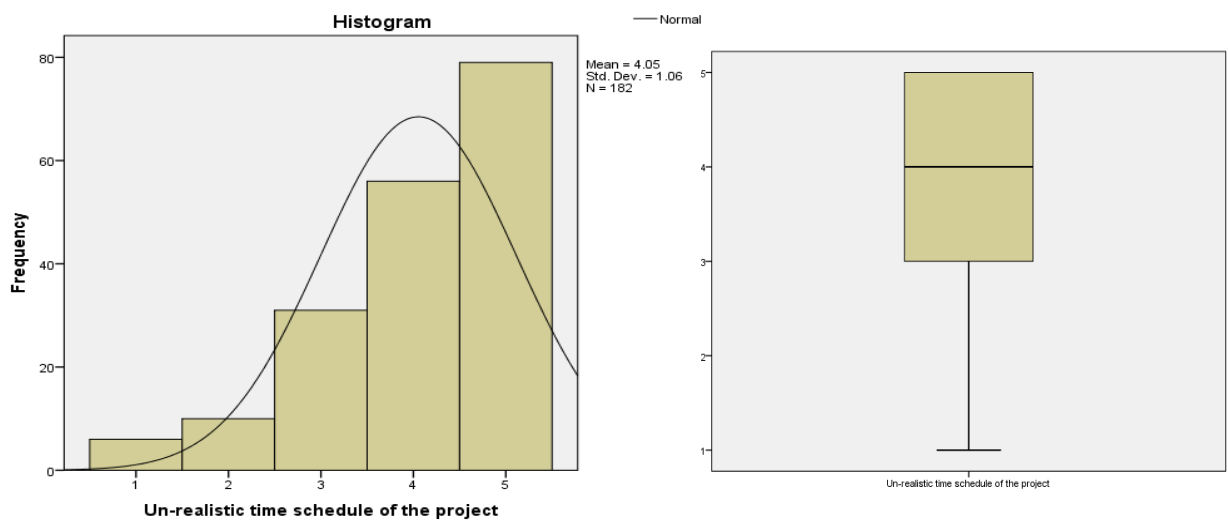 Histogram
Normal
Mean = 4.05
Std. Dev. = 1.06
N = 182
Frequency
80
60
40
20
0
1 2 3 4 5
Un-realistic time schedule of the project
5
4
3
2
1
Un-realistic time schedule of the project